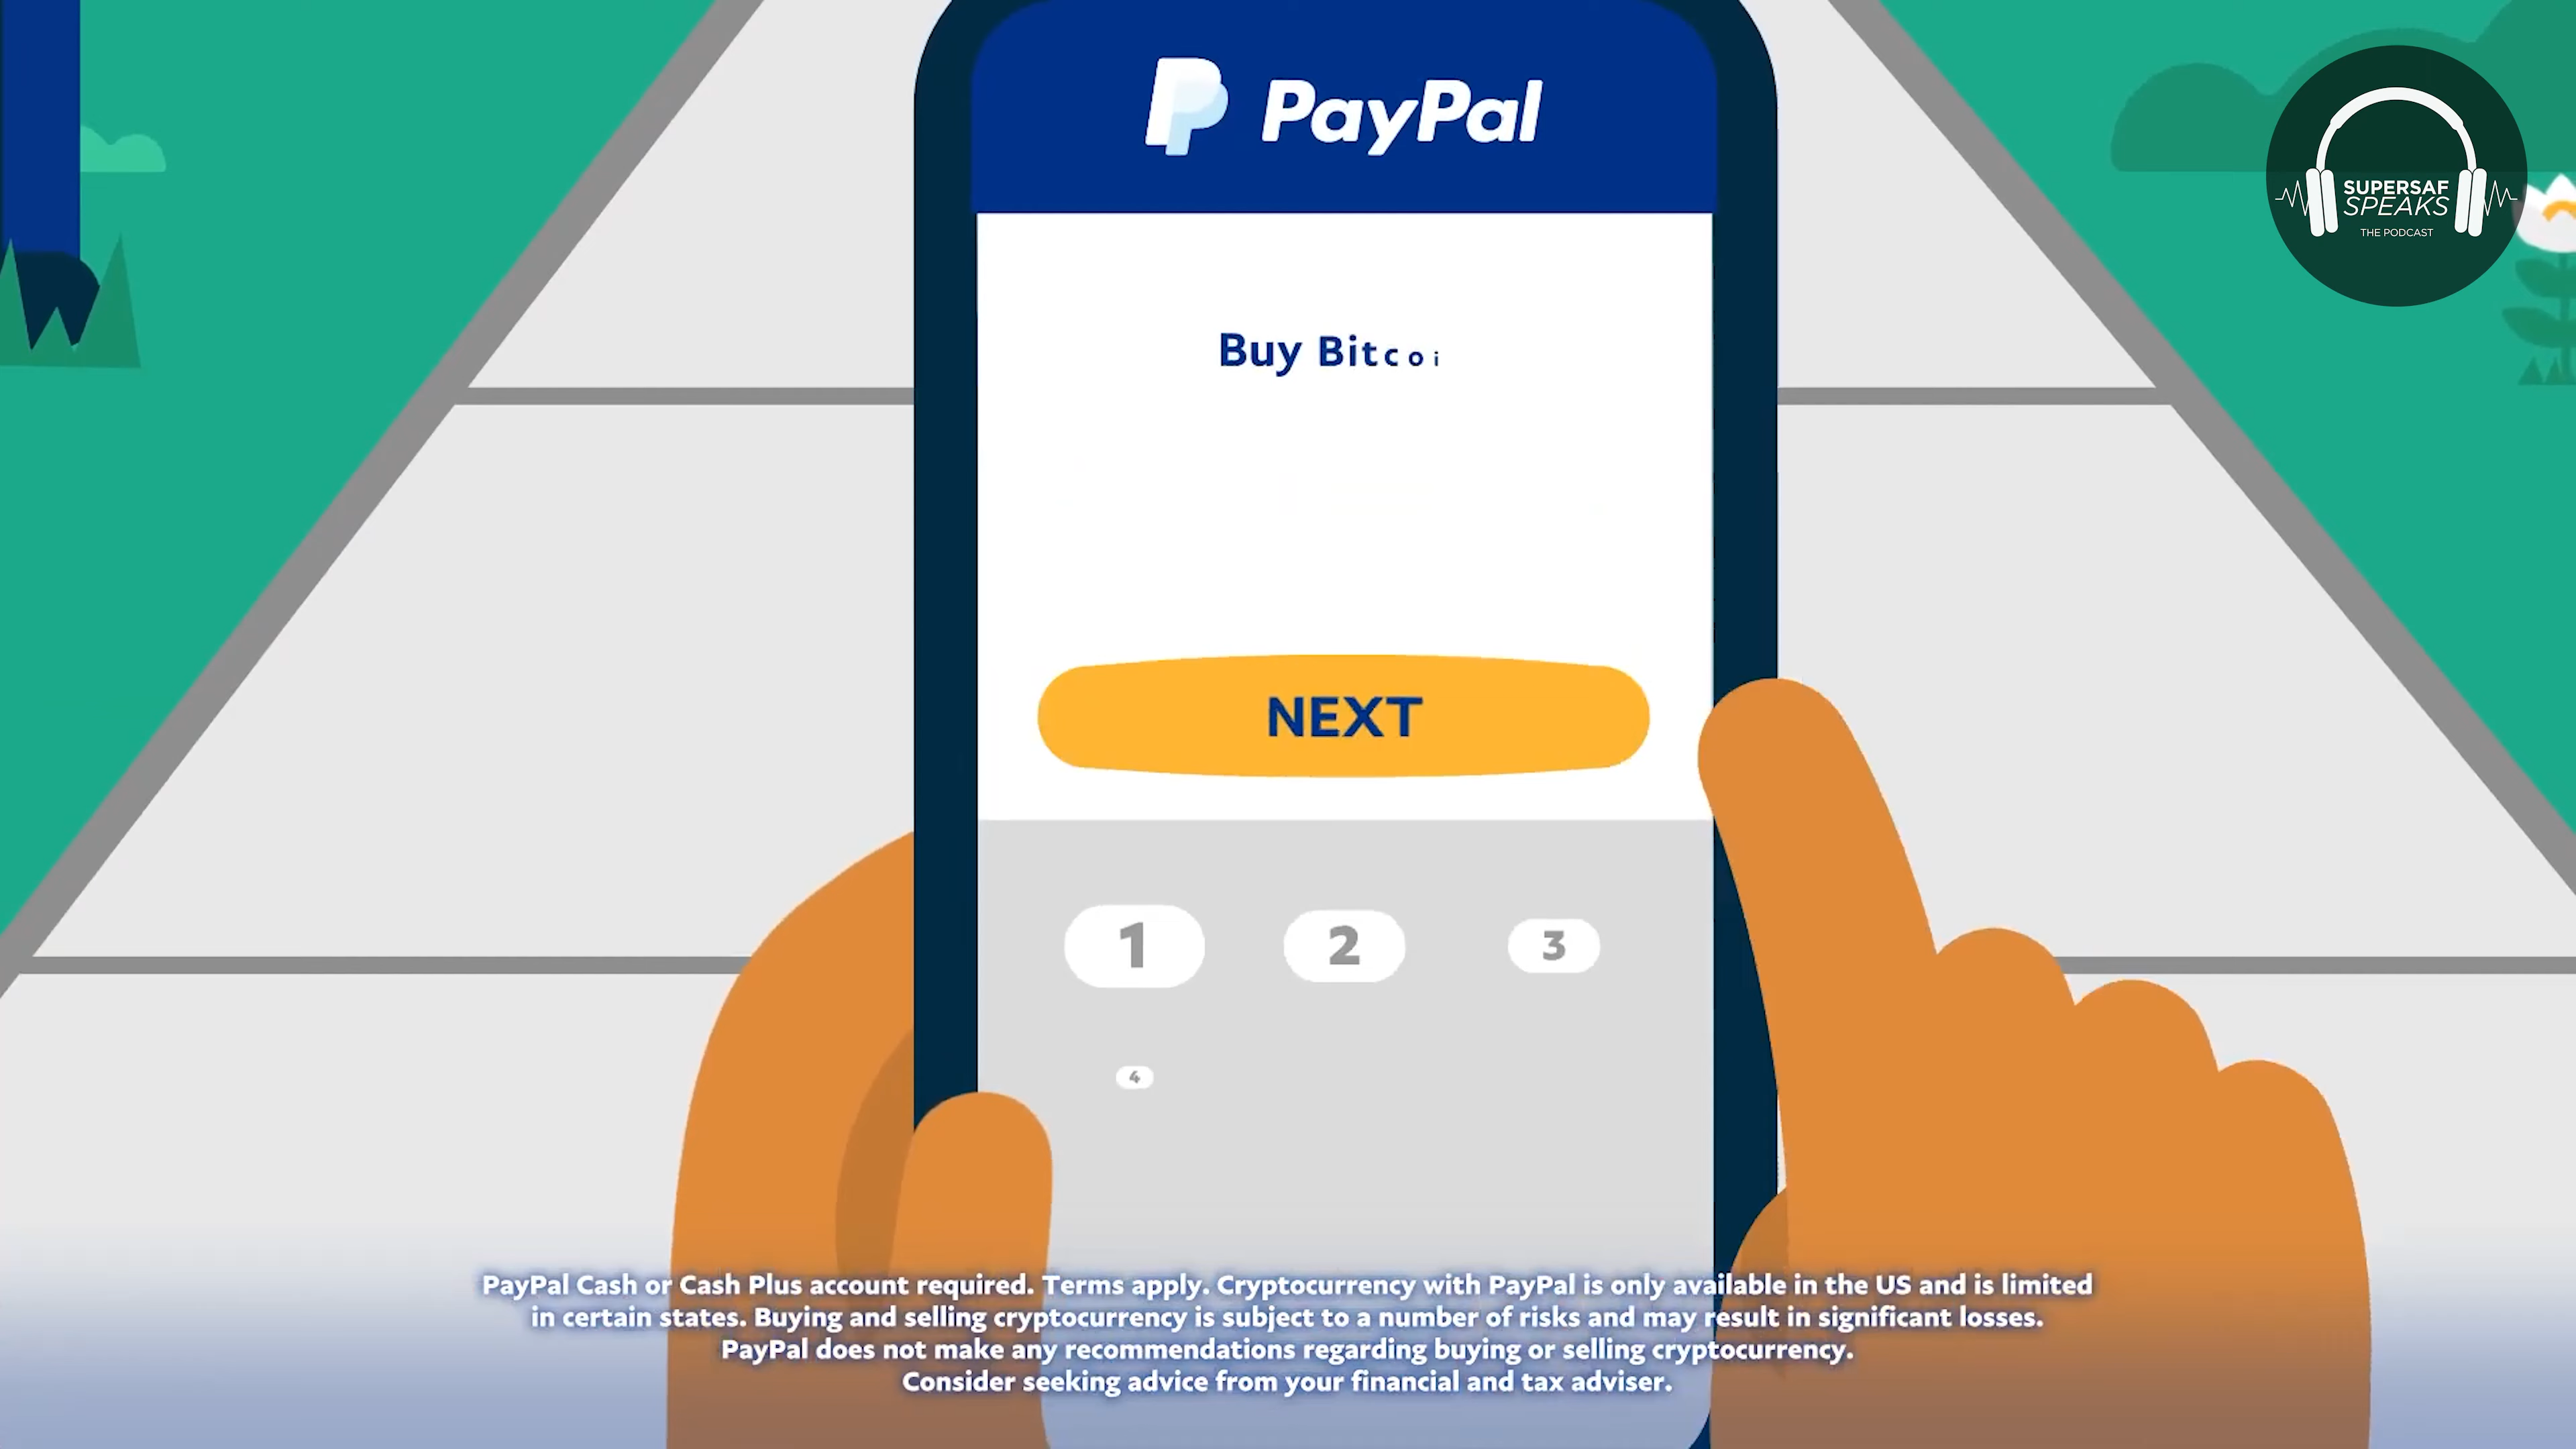 PayPal
SUPERSAF
SPEAKS
THE PODCAST
Buy Bitcoi
NEXT
1 2 3
4
PayPal Cash or Cash Plus account required. Terms apply. Cryptocurrency with PayPal is only available in the US and is limited
in certain states. Buying and selling cryptocurrency is subject to a number of risks and may result in significant losses.
PayPal does not make any recommendations regarding buying or selling cryptocurrency.
Consider seeking advice from your financial and tax adviser.